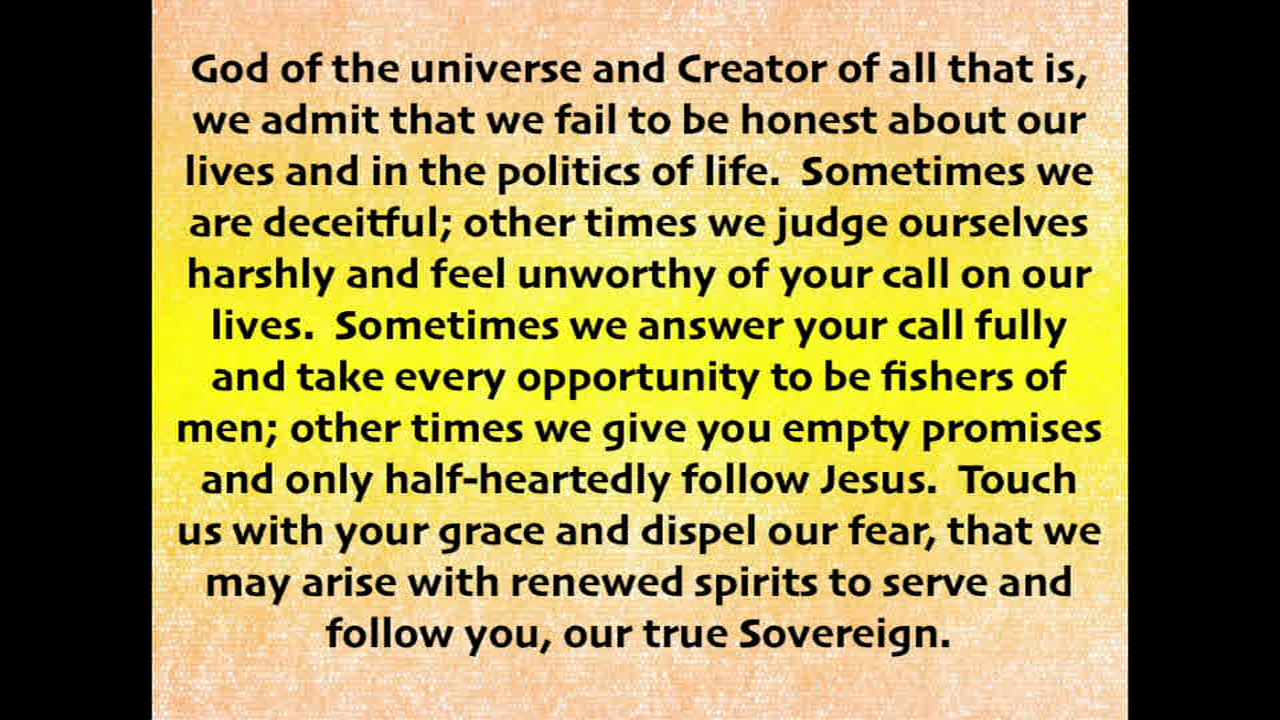 God of the universe and Creator of all that is,
we admit that we fail to be honest about our
lives and in the politics of life.  Sometimes we
are deceitful; other times we judge ourselves
harshly and feel unworthy of your call on our
lives.  Sometimes we answer your call fully
and take every opportunity to be fishers of
men; other times we give you empty promises
and only half-heartedly follow Jesus.  Touch
us with your grace and dispel our fear, that we
may arise with renewed spirits to serve and
follow you, our true Sovereign.